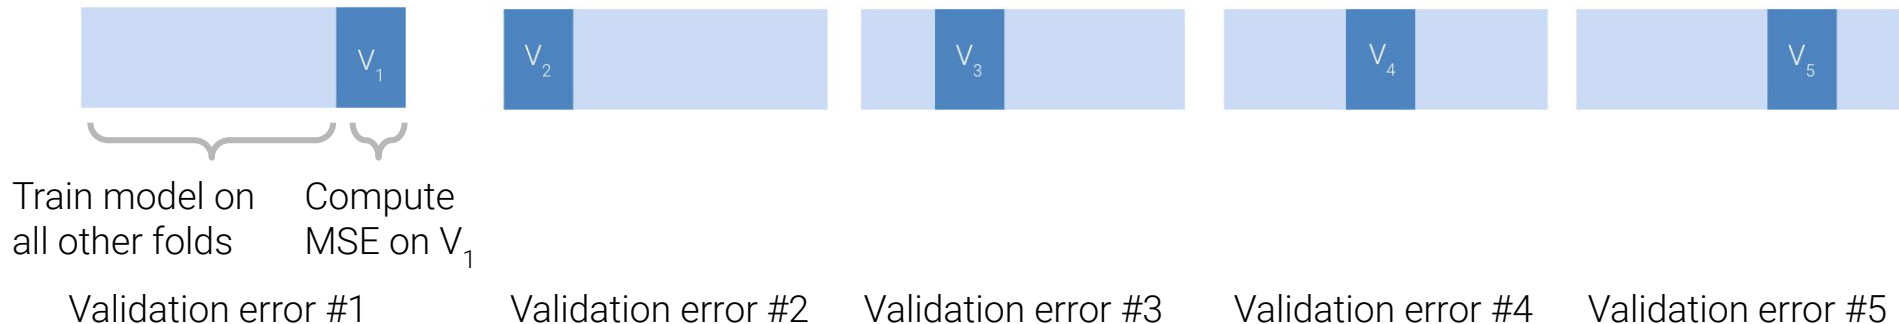 V1
V2
V3
V4
V5
Train model on
all other folds
Compute
MSE on V1
Validation error #1
Validation error #2
Validation error #3
Validation error #4
Validation error #5